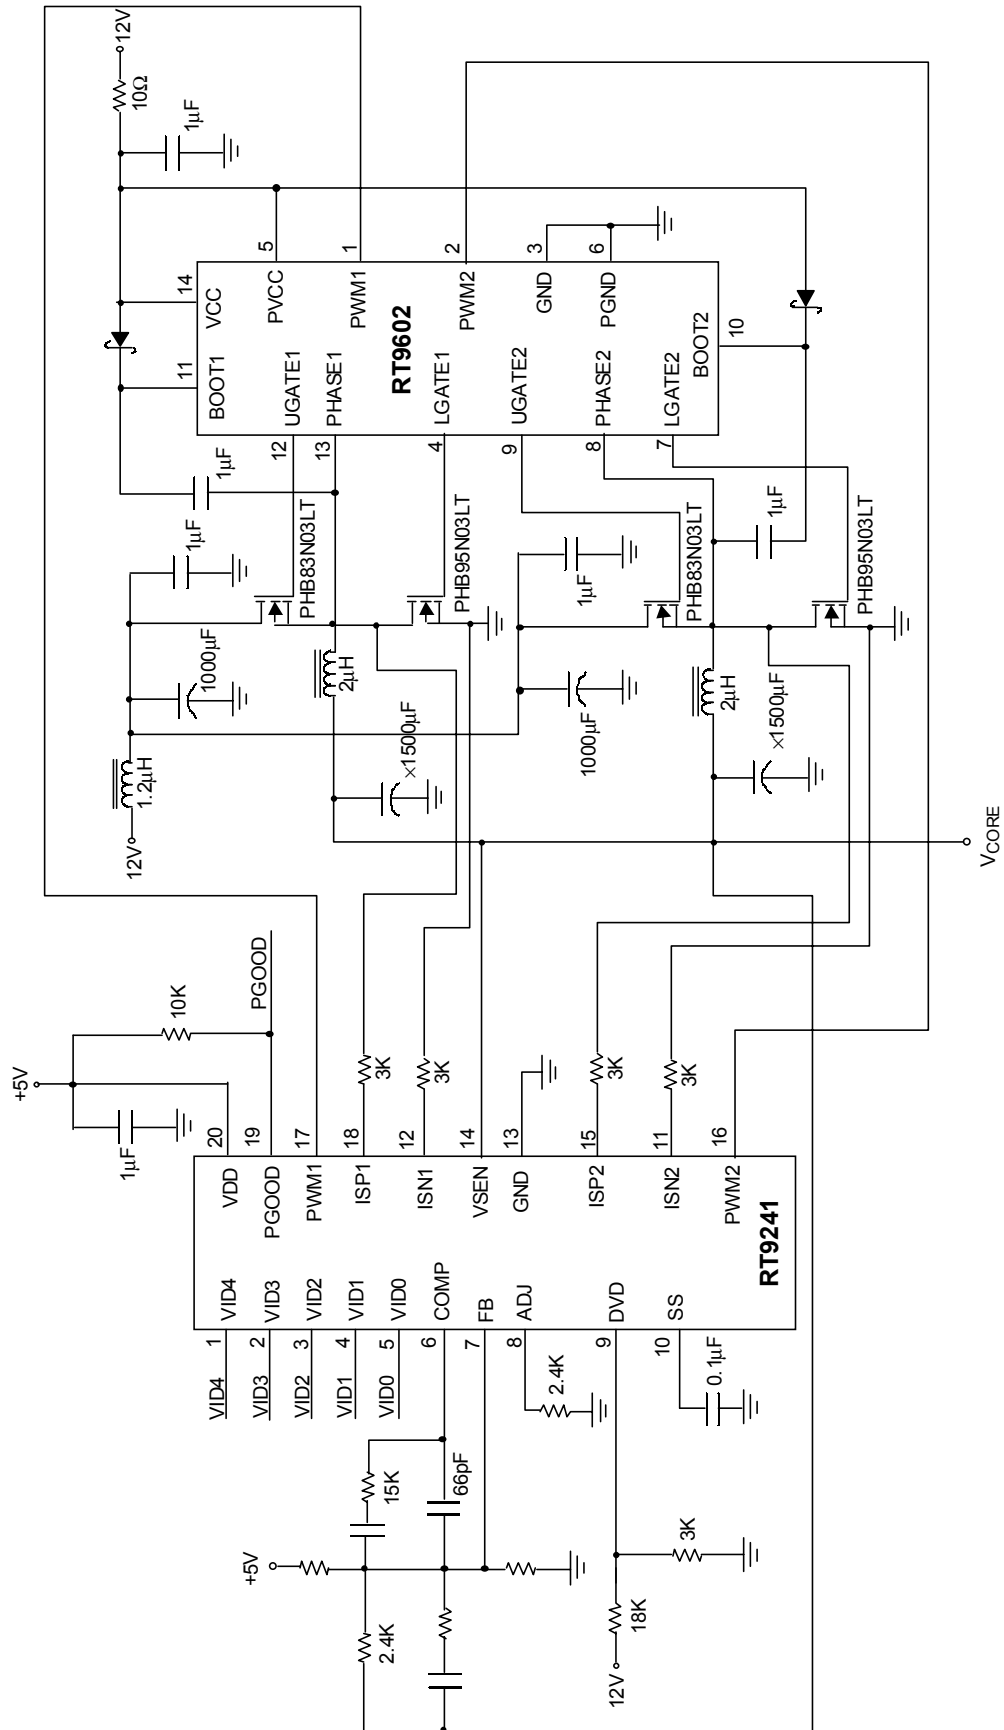 12V
10Ω
1µF
14
5
1
2
3
6
VCC
PVCC
PWM1
PWM2
GND
PGND
RT9602
11
BOOT1
UGATE1
PHASE1
LGATE1
UGATE2
PHASE2
LGATE2
BOOT2
10
12
13
4
9
8
7
1µF
1µF
PHB83N03LT
PHB95N03LT
1µF
PHB83N03LT
1µF
PHB95N03LT
1000µF
2µH
1000µF
2µH
×1500µF
×1500µF
1.2µH
12V
VCORE
PGOOD
10K
+5V
1µF
3K
3K
3K
3K
20
19
17
18
12
14
13
15
11
16
VDD
PGOOD
PWM1
ISP1
ISN1
VSEN
GND
ISP2
ISN2
PWM2
RT9241
VID4
VID3
VID2
VID1
VID0
COMP
FB
ADJ
DVD
SS
1
2
3
4
5
6
7
8
9
10
VID4
VID3
VID2
VID1
VID0
2.4K
0.1µF
15K
66pF
+5V
3K
2.4K
18K
12V